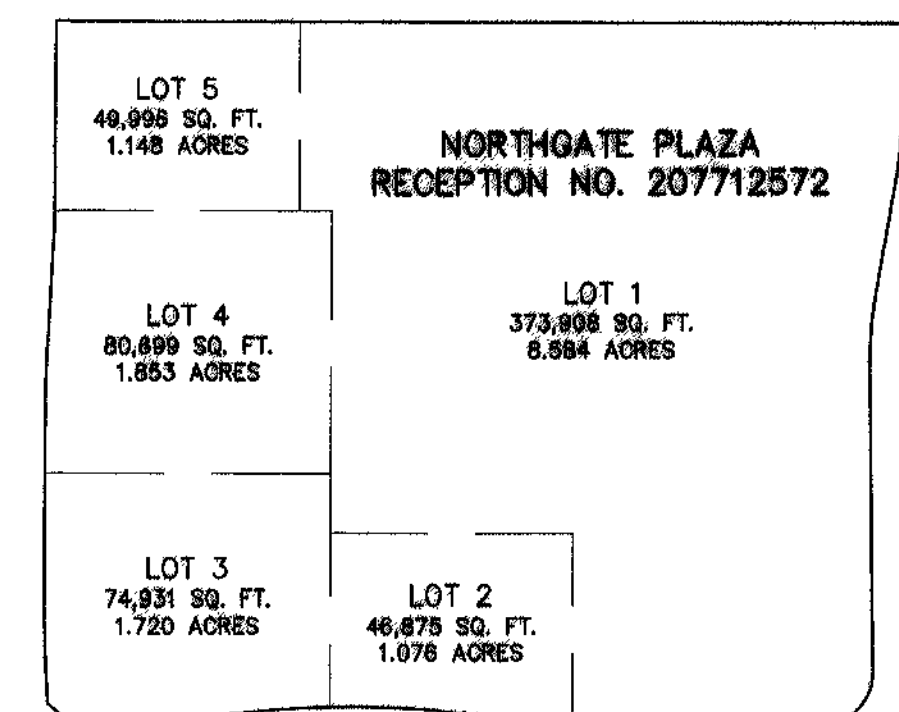 LOT 5
49,996 SQ. FT.
1.148 ACRES
NORTHGATE PLAZA
RECEPTION NO. 207712572
LOT 1
373,908 SQ. FT.
8.584 ACRES
LOT 4
80,699 SQ. FT.
1.853 ACRES
LOT 3
74,931 SQ. FT.
1.720 ACRES
LOT 2
46,875 SQ. FT.
1.076 ACRES